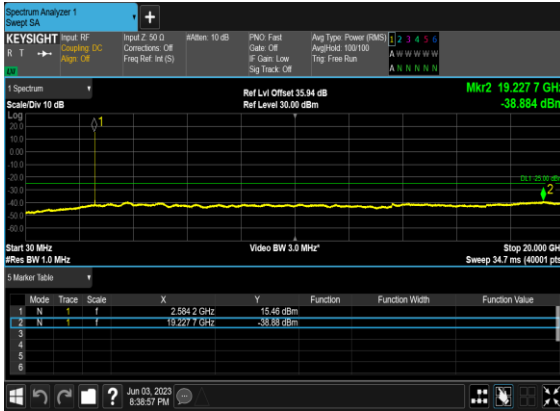 Spectrum Analyzer 1
Swept SA
+
KEYSIGHT Input: RF Input Z: 50 Ω #Atten: 10 dB PNO: Fast Avg Type: Power (RMS) 1 2 3 4 5 6
R T Coupling: DC Corrections: Off Gate: Off Avg|Hold: 100/100 A W W W W W
Align: Off Freq Ref: Int (S) IF Gain: Low Trig: Free Run
Sig Track: Off A N N N N N
1 Spectrum
Ref Lvl Offset 35.94 dB Mkr2 19.227 7 GHz
Scale/Div 10 dB Ref Level 30.00 dBm -38.884 dBm
Log
20.0
10.0
0.00
-10.0
-20.0
-30.0
-40.0
-50.0
-60.0
1
DL1 -25.00 dBm
2
Start 30 MHz Video BW 3.0 MHz* Stop 20.000 GH
#Res BW 1.0 MHz Sweep 34.7 ms (40001 pts
5 Marker Table
Mode Trace Scale X Y Function Function Width Function Value
1 N 1 f 2.584 2 GHz 15.46 dBm
2 N 1 f 19.227 7 GHz -38.88 dBm
3
4
5
6
? Jun 03, 2023
8:38:57 PM